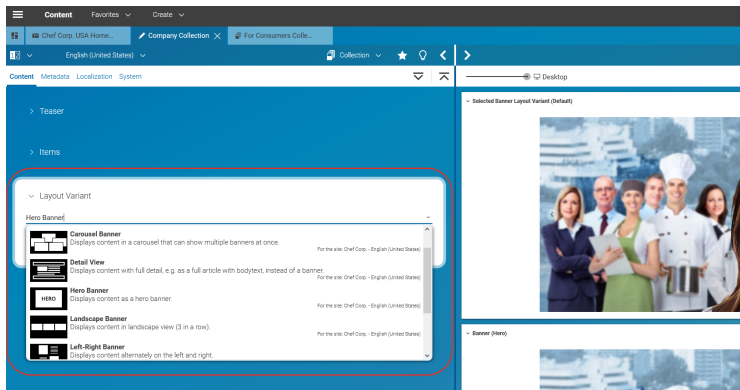 Content Favorites Create
Chef Corp. USA Home... Company Collection For Consumers Colle...
English (United States) Collection
Content Metadata Localization System
Desktop
Teaser
Selected Banner Layout Variant (Default)
Items
Layout Variant
Hero Banner
Carousel Banner
Displays content in a carousel that can show multiple banners at once.
For the site: Chef Corp. - English (United States)
Detail View
Displays content with full detail, e.g. as a full article with bodytext, instead of a banner.
For the site: Chef Corp. - English (United States)
HERO
Hero Banner
Displays content as a hero banner.
For the site: Chef Corp. - English (United States)
Landscape Banner
Displays content in landscape view (3 in a row).
For the site: Chef Corp. - English (United States)
Left-Right Banner
Displays content alternately on the left and right.
Banner (Hero)